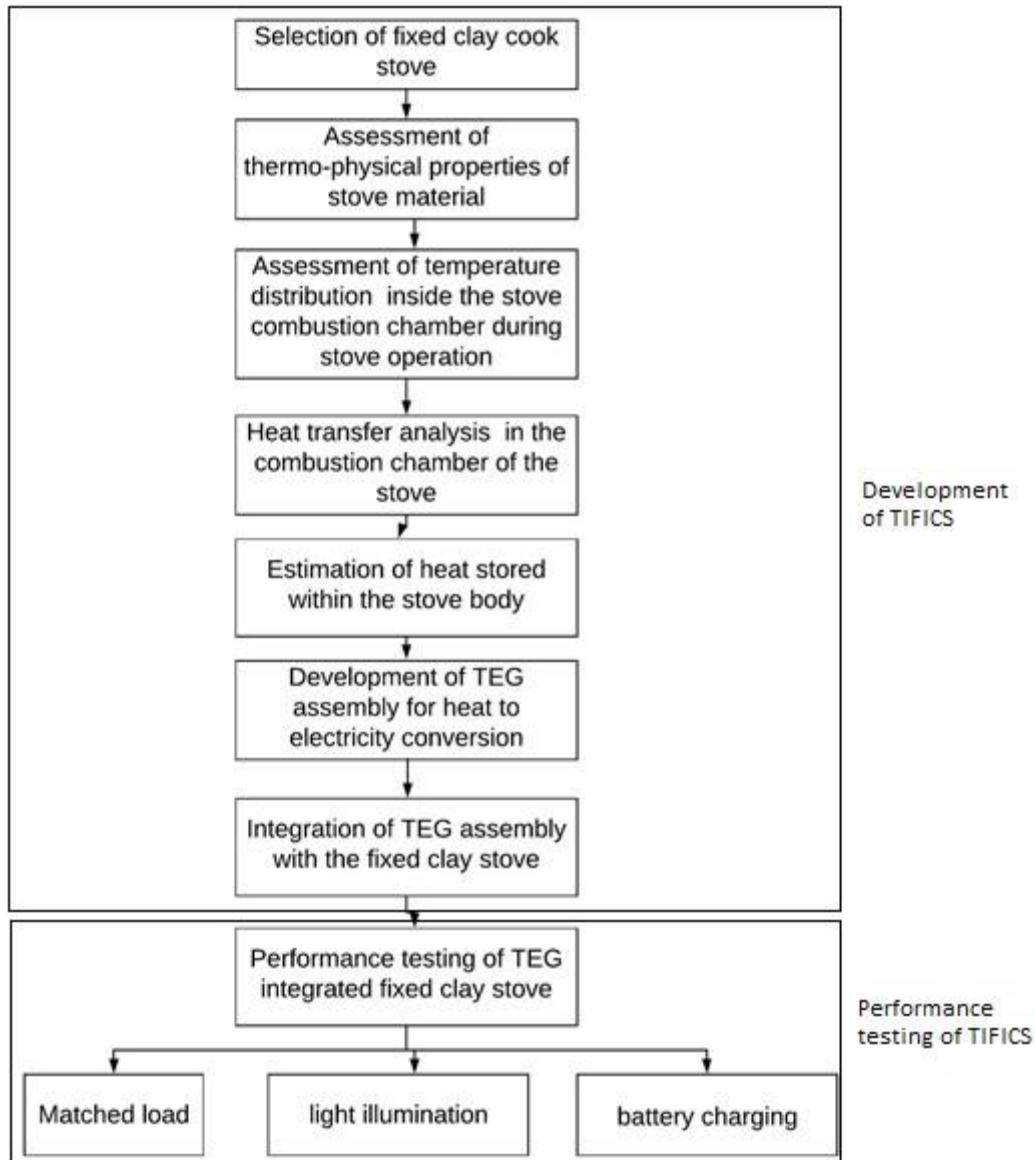 Selection of fixed clay cook
stove
Assessment of
thermo-physical properties of
stove material
Assessment of temperature
distribution inside the stove
combustion chamber during
stove operation
Heat transfer analysis in the
combustion chamber of the
stove
Estimation of heat stored
within the stove body
Development of TEG
assembly for heat to
electricity conversion
Integration of TEG assembly
with the fixed clay stove
Development
of TIFICS
Performance testing of TEG
integrated fixed clay stove
Matched load
light illumination
battery charging
Performance
testing of TIFICS